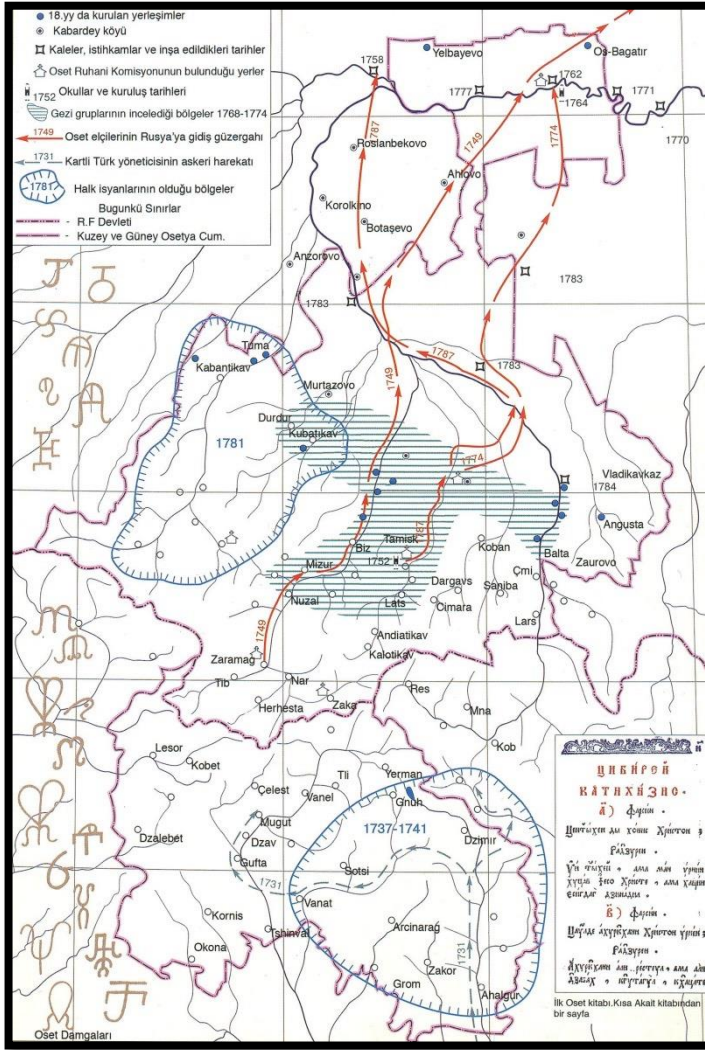 18.yy da kurulan yerleşimler
Kabardey köyü
Kaleler, istihkamlar ve inşa edildikleri tarihler
Oset Ruhani Komisyonunun bulunduğu yerler
1752 Okullar ve kuruluş tarihleri
Gezi gruplarının incelediği bölgeler 1768-1774
1749 Oset elçilerinin Rusya'ya gidiş güzergahı
1731 Kartli Türk yöneticisinin askeri harekatı
1781 Halk isyanlarının olduğu bölgeler
Bugunkü Sınırlar
- R.F Devleti
- Kuzey ve Güney Osetya Cum.
1758
Yelbayevo
Oş-Bagatır
1777
1762
1764
1771
1770
1787
1749
1774
Roslanbekovo
Ahlovo
Korolkino
Botaşevo
Anzorovo
1783
1783
1783
Tuma
Kabantikav
1787
1749
Murtazovo
Durdur
Kubatikav
1781
1774
Vladikavkaz
1784
Angusta
1787
Tamisk
Biz
1752
Koban
Balta
Zaurovo
Mizur
Dargavs
Saniba
Çmi
Nuzal
Lats
Cimara
Lars
1749
Andiatikav
Kalotikav
Zaramag
Tib
Nar
Zaka
Res
Herhesta
Mna
Kob
Lesor
Kobet
Tli
Yerman
Çelest
Vanel
Gnuh
Mugut
1737-1741
Dzalebet
Dzav
Dzimir
Gufta
Sotsi
1731
Vanat
Kornis
Arcinarag
Tshinval
Okona
1731
Zakor
Grom
Ahalgur
ЦИБИРЕЙ
КАТИХИЗИС.
Oset Damgaları
İlk Oset kitabı.Kısa Akait kitabından
bir sayfa